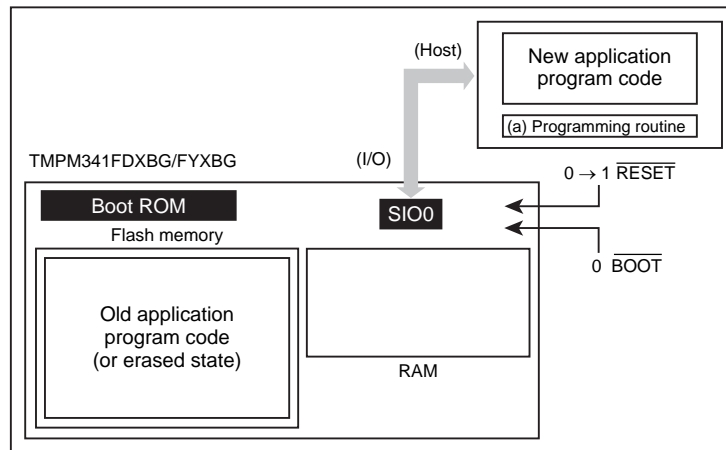 (Host)
New application
program code
(a) Programming routine
TMPM341FDXBG/FYXBG
(I/O)
0 → 1 RESET
Boot ROM
SIO0
Flash memory
0 BOOT
Old application
program code
(or erased state)
RAM